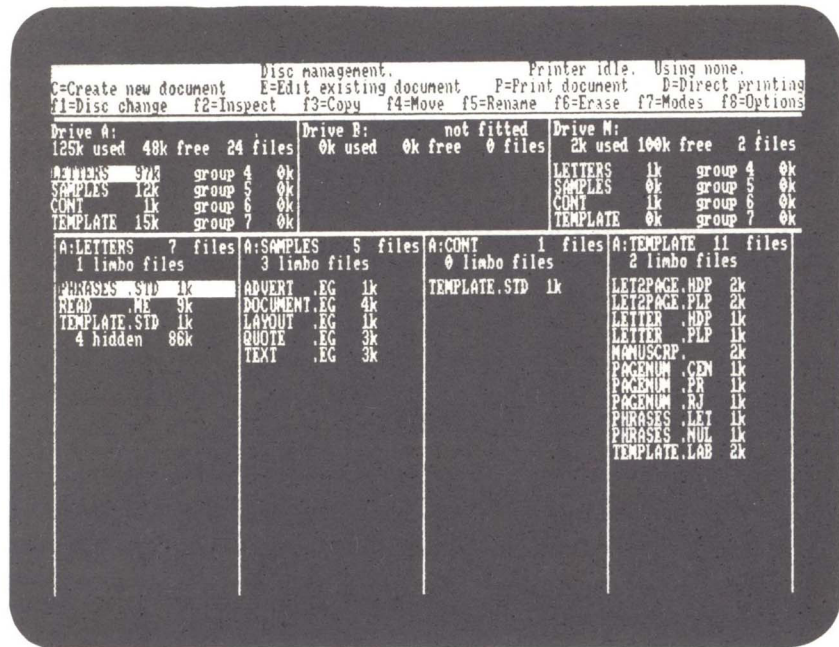 Disc management. Printer idle. Using none.
C=Create new document E=Edit existing document P=Print document D=Direct printing
f1=Disc change f2=Inspect f3=Copy f4=Move f5=Rename f6=Erase f7=Modes f8=Options
Drive A: Drive B: not fitted Drive M:
125k used 48k free 24 files 0k used 0k free 0 files 2k used 100k free 2 files
LETTERS 97k group 4 0k LETTERS 1k group 4 0k
SAMPLES 12k group 5 0k SAMPLES 0k group 5 0k
CONT 1k group 6 0k CONT 1k group 6 0k
TEMPLATE 15k group 7 0k TEMPLATE 0k group 7 0k
A:LETTERS 7 files A:SAMPLES 5 files A:CONT 1 files A:TEMPLATE 11 files
1 limbo files 3 limbo files 0 limbo files 2 limbo files
PHRASES .STD 1k ADVERT .EG 1k TEMPLATE.STD 1k LET2PAGE.HDP 2k
READ .ME 9k DOCUMENT.EG 4k LET2PAGE.PLP 2k
TEMPLATE.STD 1k LAYOUT .EG 1k LETTER .HDP 1k
4 hidden 86k QUOTE .EG 3k LETTER .PLP 1k
TEXT .EG 3k MANUSCRP. 2k
PAGENUM .CEN 1k
PAGENUM .PR 1k
PAGENUM .RJ 1k
PHRASES .LET 1k
PHRASES .NUL 1k
TEMPLATE.LAB 2k